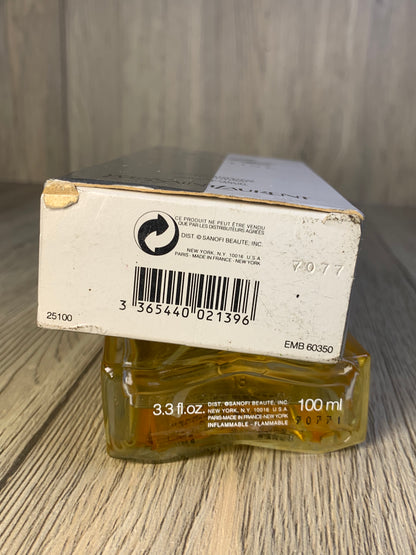 CE PRODUIT NE PEUT ÊTRE VENDU
QUE PAR LES DISTRIBUTEURS AGRÉÉS
DIST. © SANOFI BEAUTE, INC.
NEW YORK, N.Y. 10016 U.S.A.
PARIS - MADE IN FRANCE - NEW YORK
7077
3 365440 021396
25100
EMB 60350
3.3 fl.oz.
DIST. ©SANOFI BEAUTE, INC.
NEW YORK, N.Y. 10016 U.S.A
PARIS-MADE IN FRANCE-NEW YORK
INFLAMMABLE - FLAMMABLE
100 ml
70771